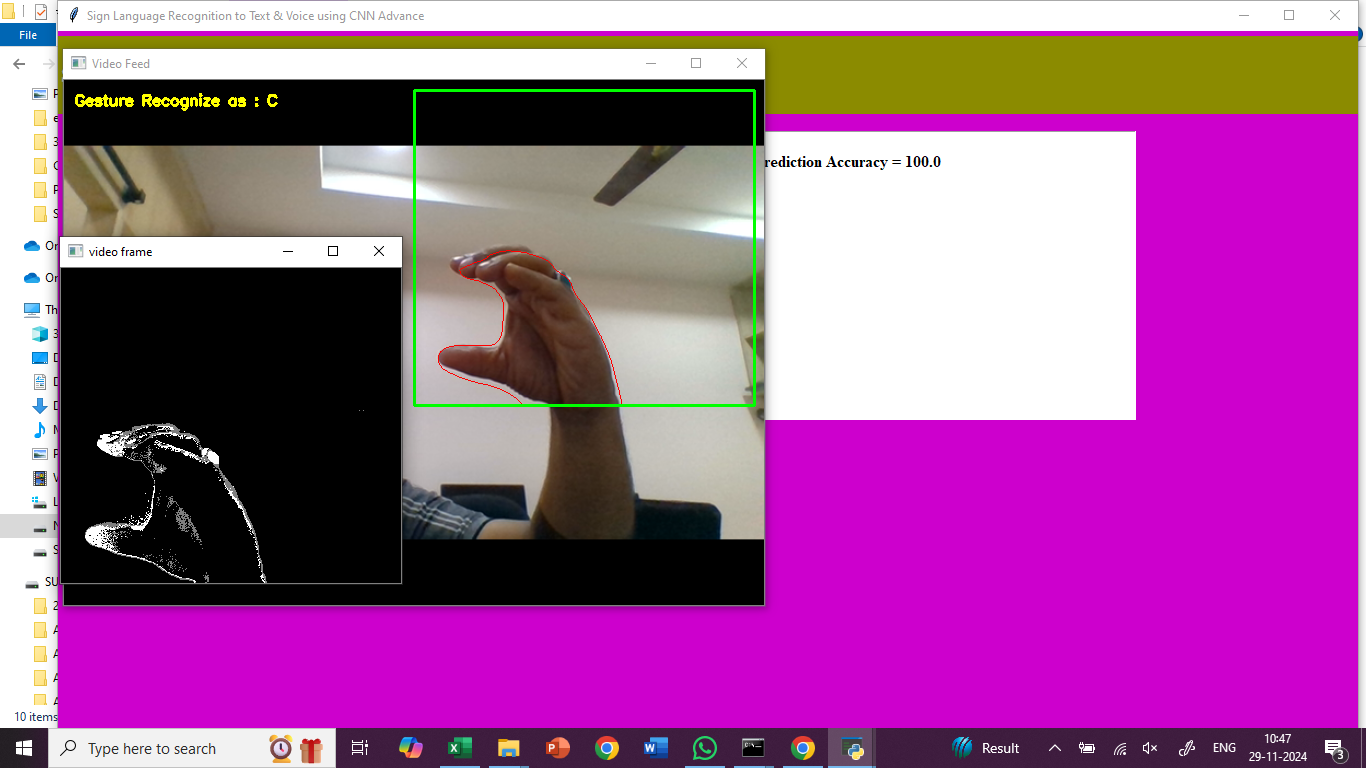 Sign Language Recognition to Text & Voice using CNN Advance
File
Video Feed
Gesture Recognize as : C
rediction Accuracy = 100.0
video frame
10 items
Type here to search
Result
ENG
10:47
29-11-2024
3